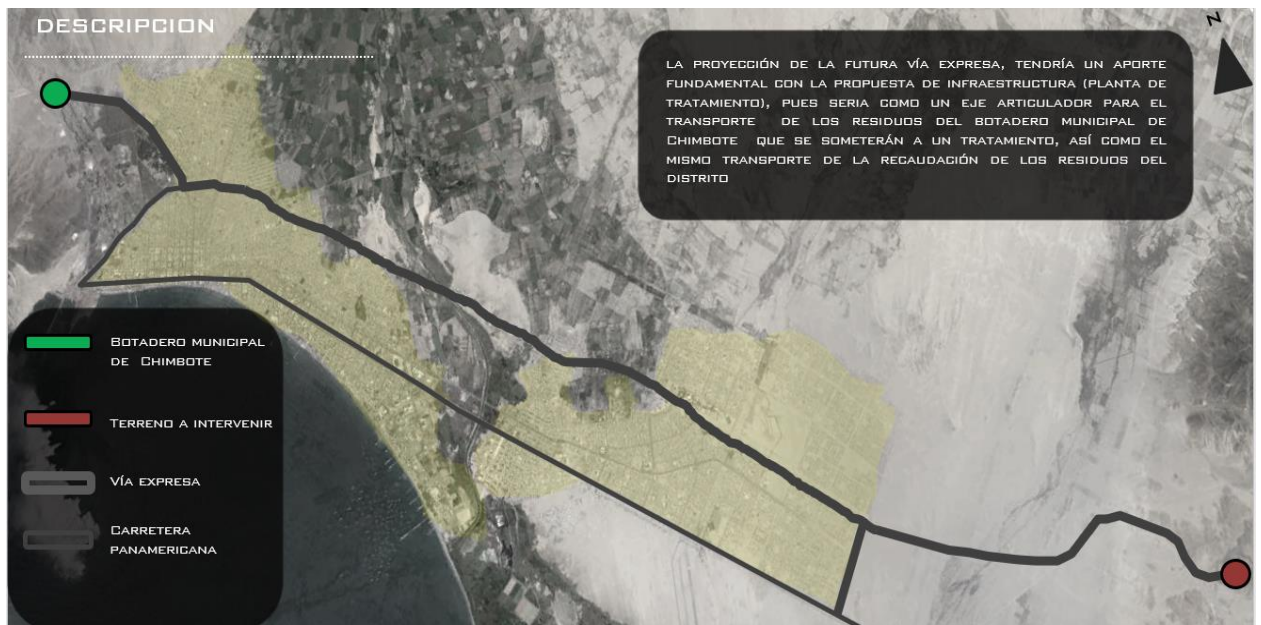 DESCRIPCION
N
LA PROYECCIÓN DE LA FUTURA VÍA EXPRESA, TENDRÍA UN APORTE
FUNDAMENTAL CON LA PROPUESTA DE INFRAESTRUCTURA (PLANTA DE
TRATAMIENTO), PUES SERIA COMO UN EJE ARTICULADOR PARA EL
TRANSPORTE DE LOS RESIDUOS DEL BOTADERO MUNICIPAL DE
CHIMBOTE QUE SE SOMETERÁN A UN TRATAMIENTO, ASÍ COMO EL
MISMO TRANSPORTE DE LA RECAUDACIÓN DE LOS RESIDUOS DEL
DISTRITO
BOTADERO MUNICIPAL
DE CHIMBOTE
TERRENO A INTERVENIR
VÍA EXPRESA
CARRETERA
PANAMERICANA